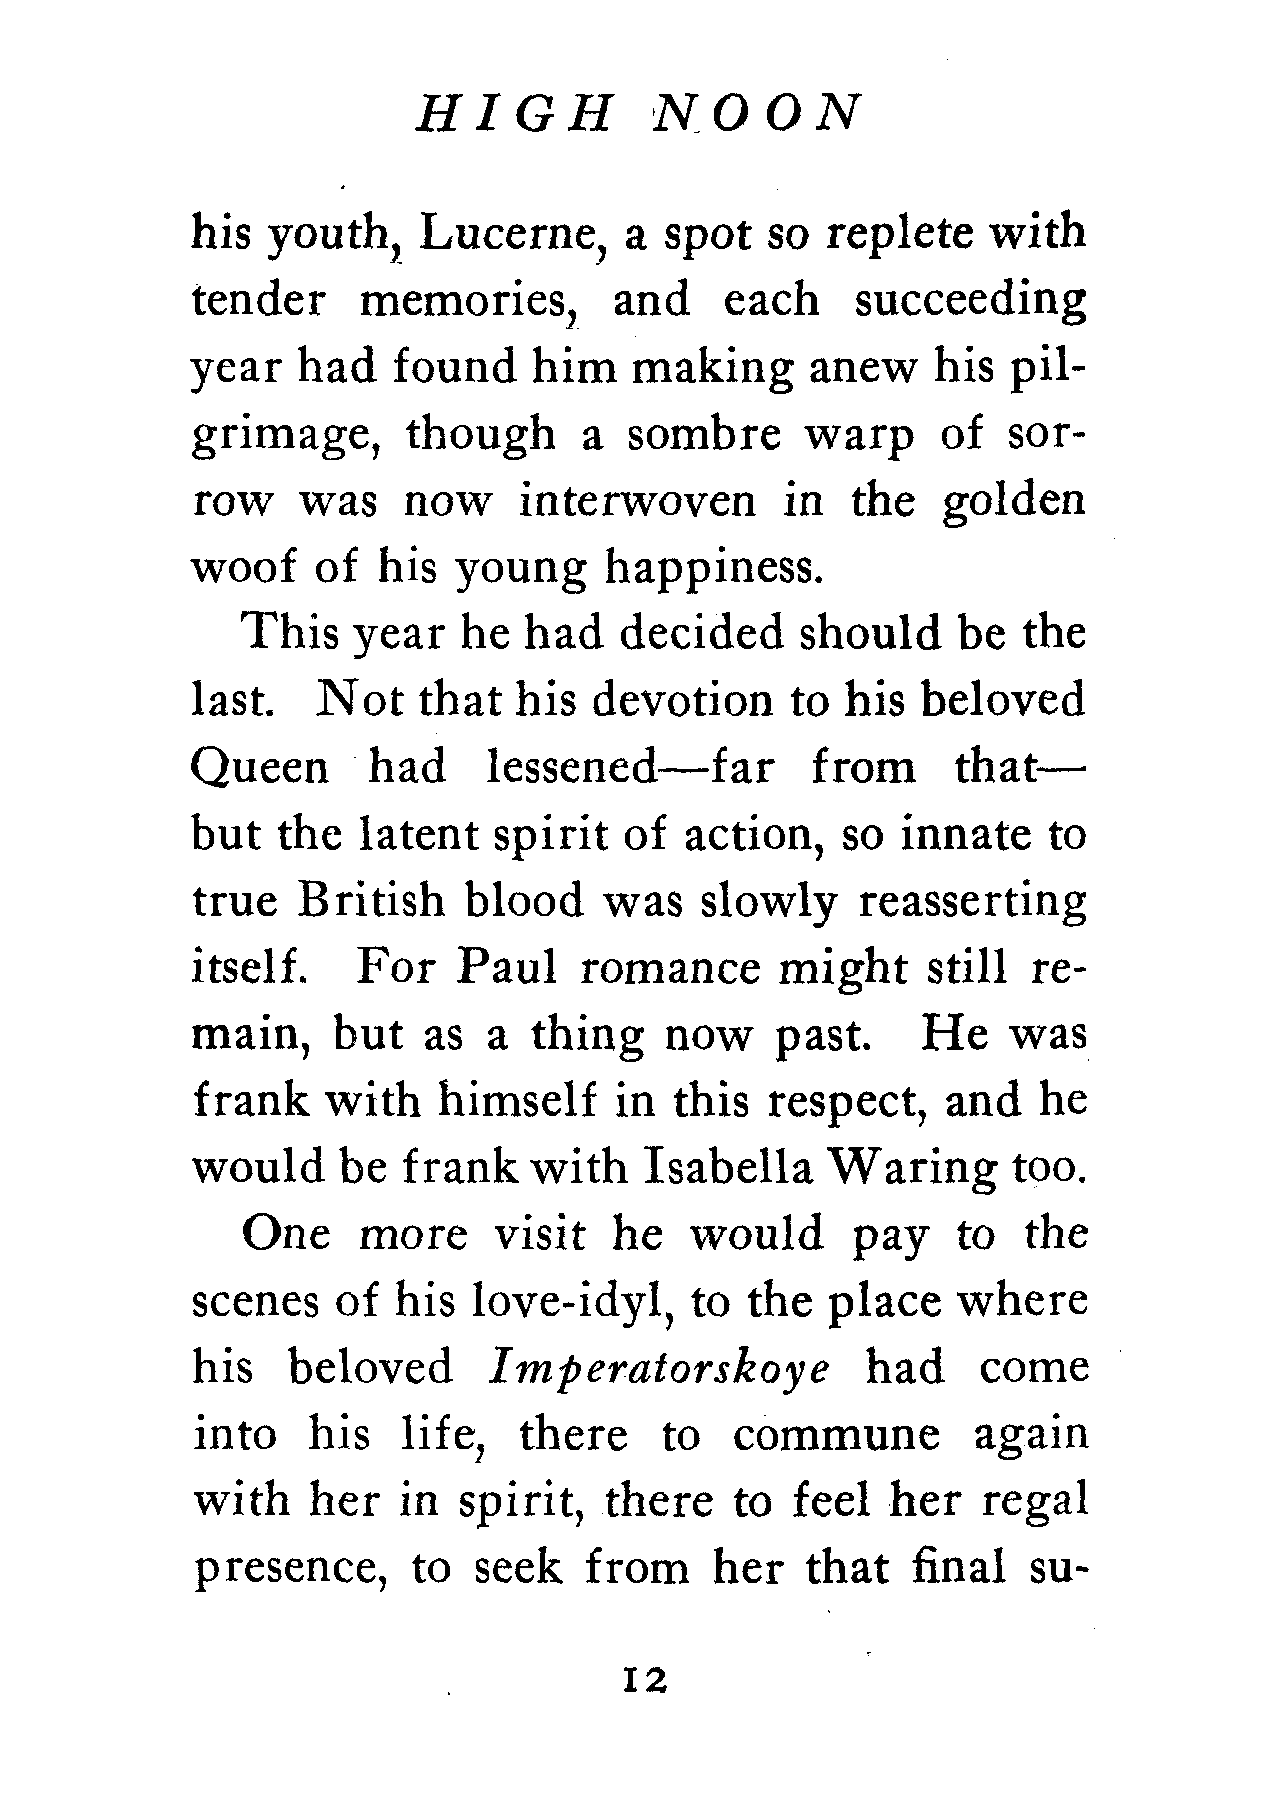 HIGH NOON
his youth, Lucerne, a spot so replete with
tender memories, and each succeeding
year had found him making anew his pil-
grimage, though a sombre warp of sor-
row was now interwoven in the golden
woof of his young happiness.
This year he had decided should be the
last. Not that his devotion to his beloved
Queen had lessened—far from that—
but the latent spirit of action, so innate to
true British blood was slowly reasserting
itself. For Paul romance might still re-
main, but as a thing now past. He was
frank with himself in this respect, and he
would be frank with Isabella Waring too.
One more visit he would pay to the
scenes of his love-idyl, to the place where
his beloved Imperatorskoye had come
into his life, there to commune again
with her in spirit, there to feel her regal
presence, to seek from her that final su-
12